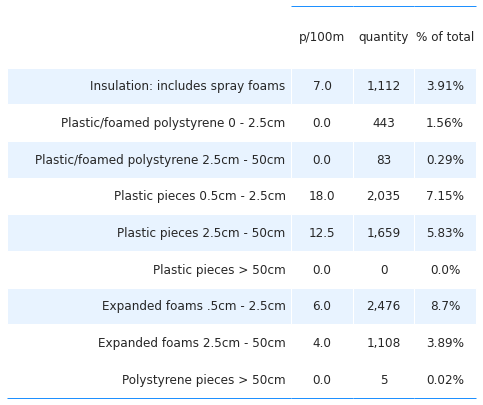 p/100m quantity % of total
Insulation: includes spray foams 7.0 1,112 3.91%
Plastic/foamed polystyrene 0 - 2.5cm 0.0 443 1.56%
Plastic/foamed polystyrene 2.5cm - 50cm 0.0 83 0.29%
Plastic pieces 0.5cm - 2.5cm 18.0 2,035 7.15%
Plastic pieces 2.5cm - 50cm 12.5 1,659 5.83%
Plastic pieces > 50cm 0.0 0 0.0%
Expanded foams .5cm - 2.5cm 6.0 2,476 8.7%
Expanded foams 2.5cm - 50cm 4.0 1,108 3.89%
Polystyrene pieces > 50cm 0.0 5 0.02%